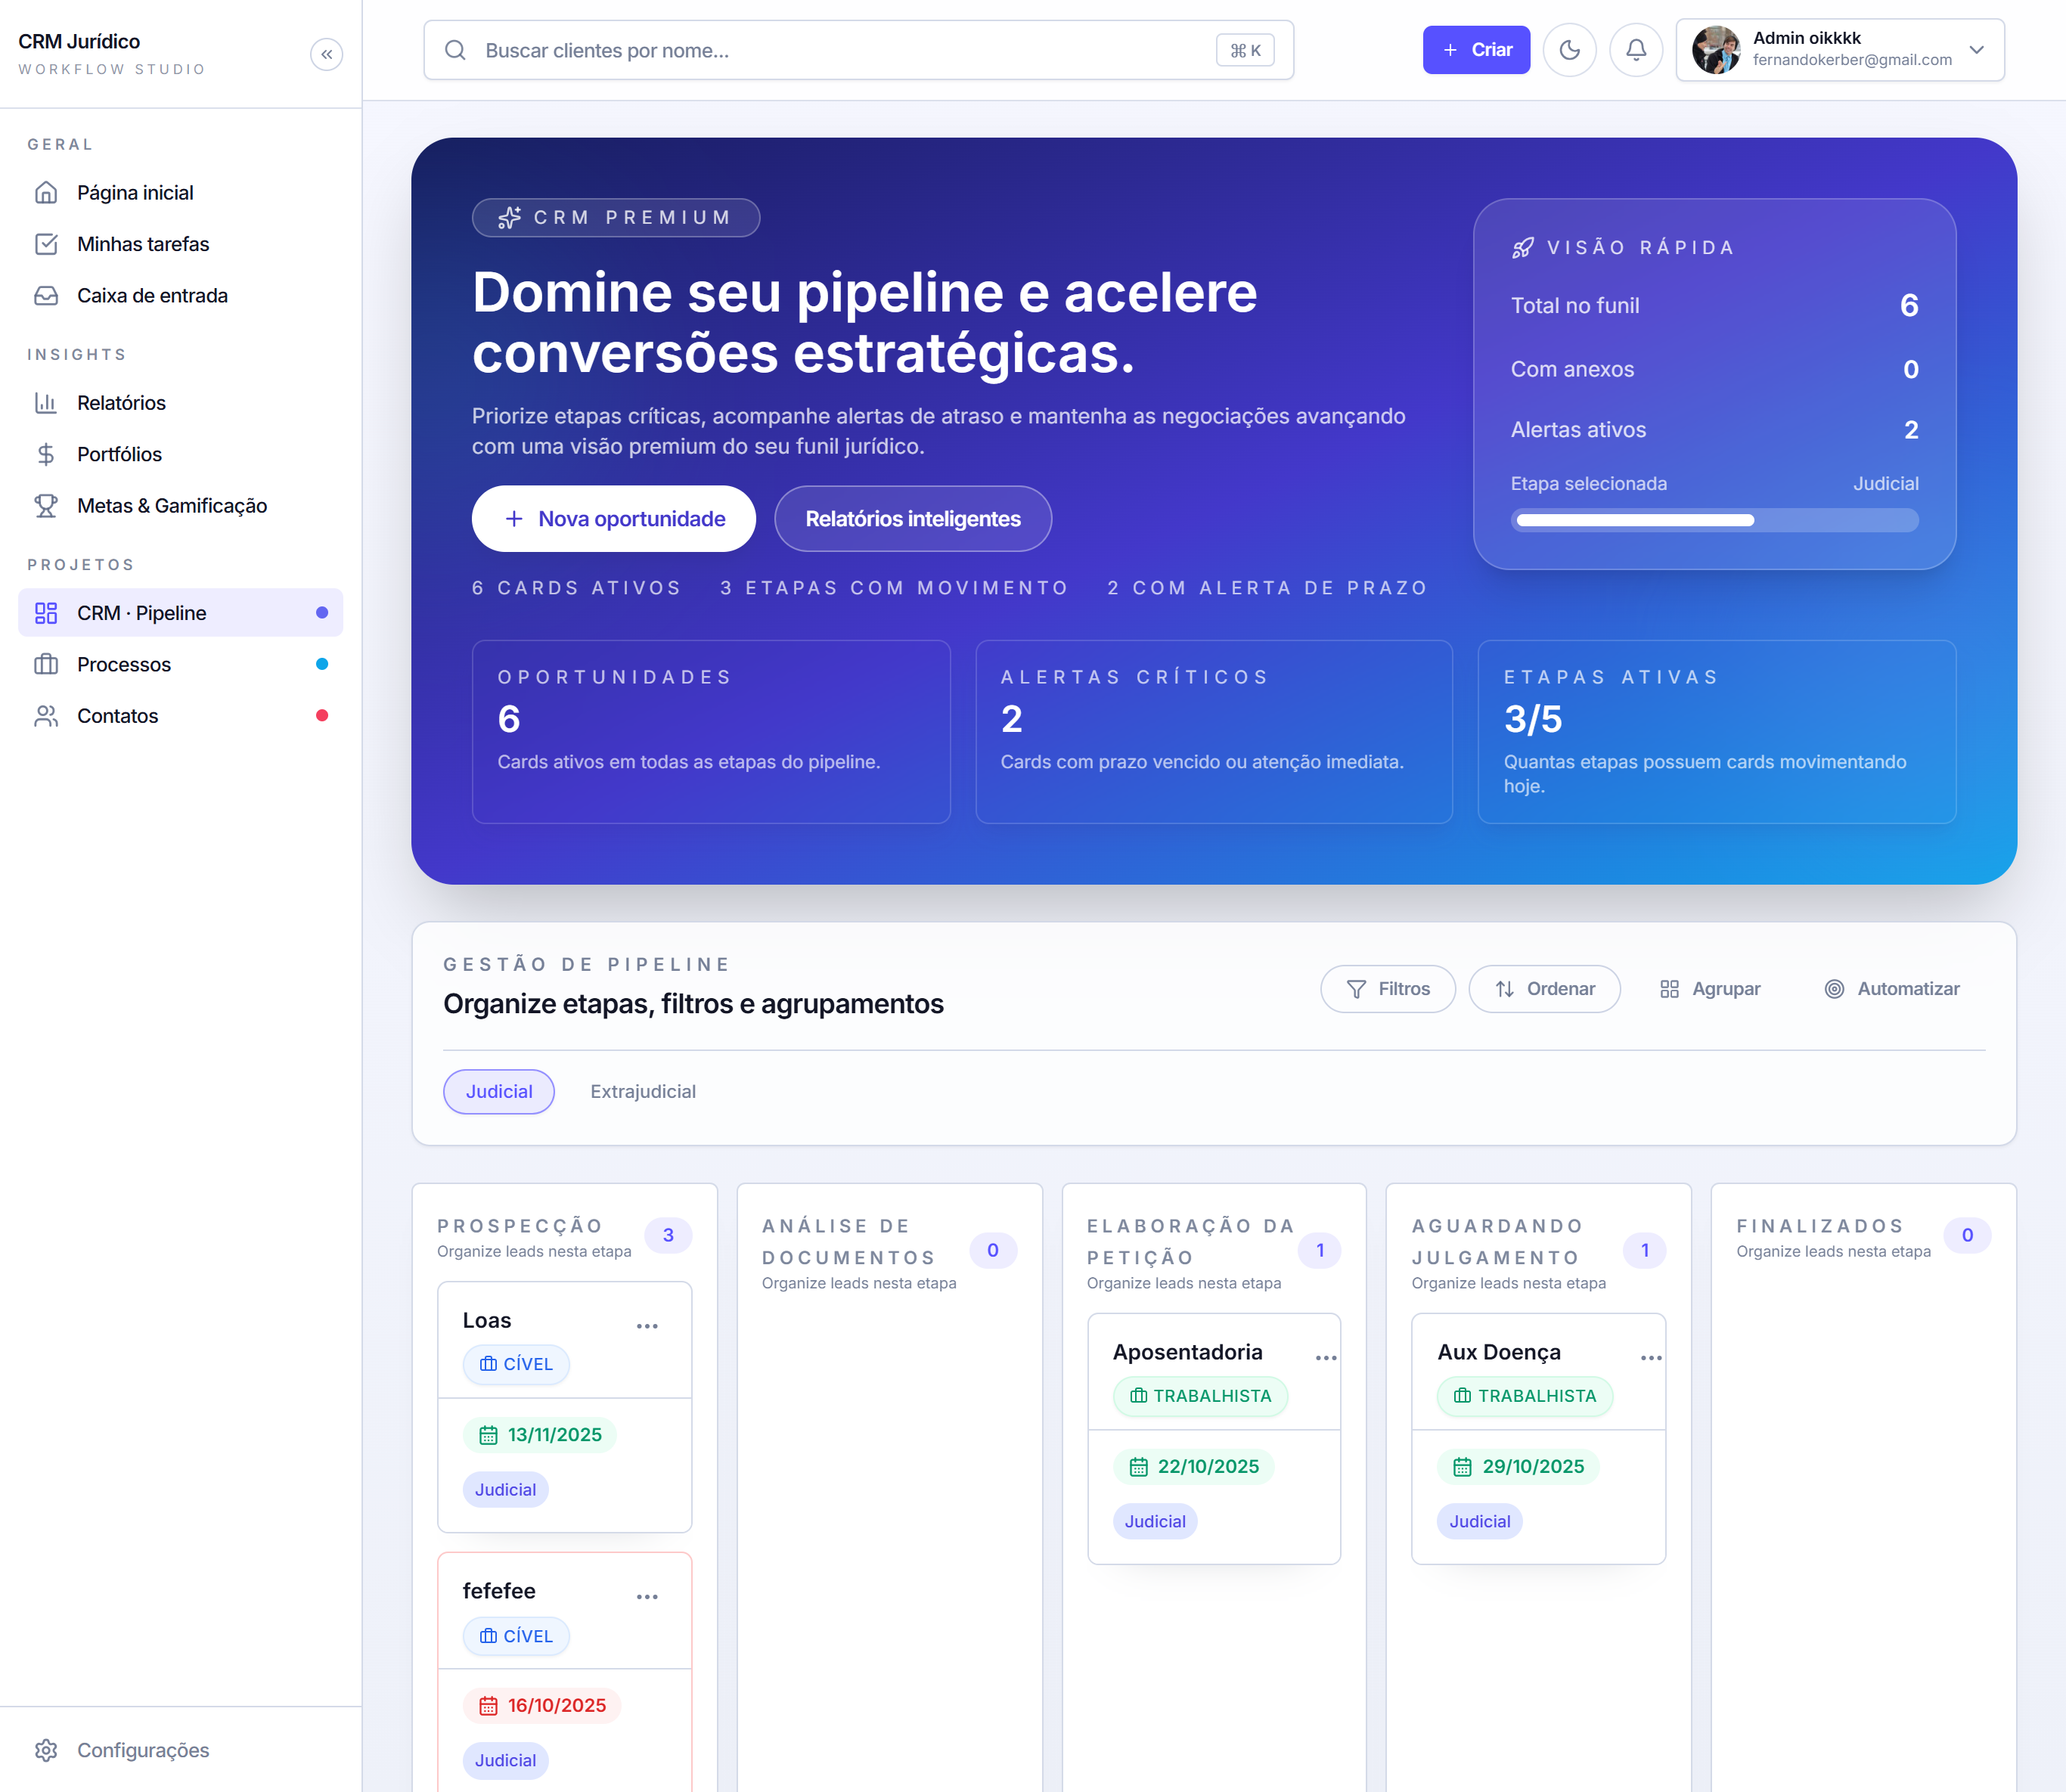 CRM Jurídico
WORKFLOW STUDIO
GERAL
Página inicial
Minhas tarefas
Caixa de entrada
INSIGHTS
Relatórios
Portfólios
Metas & Gamificação
PROJETOS
CRM · Pipeline
Processos
Contatos
Configurações
Buscar clientes por nome...
⌘ K
+ Criar
Admin oikkkk
fernandokerber@gmail.com
CRM PREMIUM
Domine seu pipeline e acelere
conversões estratégicas.
Priorize etapas críticas, acompanhe alertas de atraso e mantenha as negociações avançando
com uma visão premium do seu funil jurídico.
+ Nova oportunidade
Relatórios inteligentes
6 CARDS ATIVOS 3 ETAPAS COM MOVIMENTO 2 COM ALERTA DE PRAZO
VISÃO RÁPIDA
Total no funil 6
Com anexos 0
Alertas ativos 2
Etapa selecionada Judicial
OPORTUNIDADES
6
Cards ativos em todas as etapas do pipeline.
ALERTAS CRÍTICOS
2
Cards com prazo vencido ou atenção imediata.
ETAPAS ATIVAS
3/5
Quantas etapas possuem cards movimentando
hoje.
GESTÃO DE PIPELINE
Organize etapas, filtros e agrupamentos
Filtros
Ordenar
Agrupar
Automatizar
Judicial
Extrajudicial
PROSPECÇÃO
3
Organize leads nesta etapa
Loas
...
CÍVEL
13/11/2025
Judicial
fefefee
...
CÍVEL
16/10/2025
Judicial
ANÁLISE DE
DOCUMENTOS
0
Organize leads nesta etapa
ELABORAÇÃO DA
PETIÇÃO
1
Organize leads nesta etapa
Aposentadoria
...
TRABALHISTA
22/10/2025
Judicial
AGUARDANDO
JULGAMENTO
1
Organize leads nesta etapa
Aux Doença
...
TRABALHISTA
29/10/2025
Judicial
FINALIZADOS
0
Organize leads nesta etapa